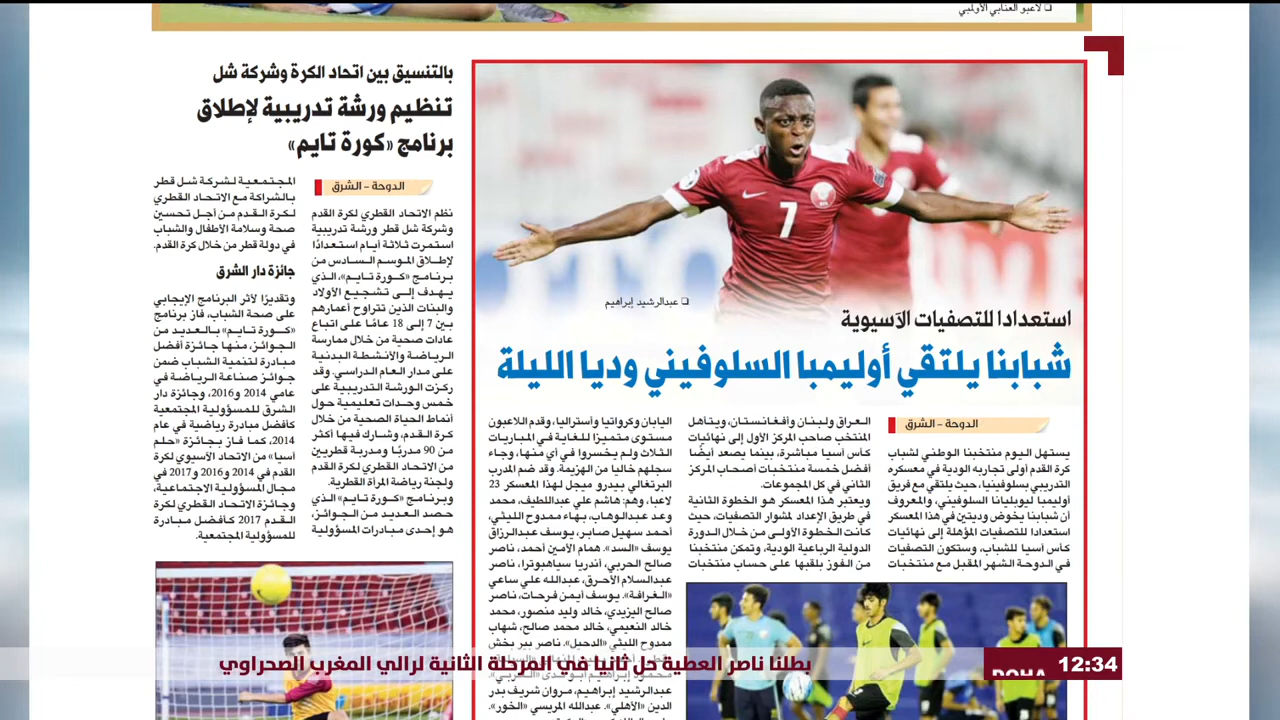 ❑ لاعبو العنابي الأولمبي
7
❑ عبدالرشيد إبراهيم
استعدادا للتصفيات الآسيوية
شبابنا يلتقي أوليمبا السلوفيني وديا الليلة
الدوحة - الشرق
يستهل اليوم منتخبنا الوطني لشباب
كرة القدم أولى تجاربه الودية في معسكره
التدريبي بسلوفينيا، حيث يلتقي مع فريق
أوليمبا ليوبليانا السلوفيني، والمعروف
أن شبابنا يخوض وديتين في هذا المعسكر
استعدادا للتصفيات المؤهلة إلى نهائيات
كأس آسيا للشباب، وستكون التصفيات
في الدوحة الشهر المقبل مع منتخبات
العراق ولبنان وأفغانستان، ويتأهل
المنتخب صاحب المركز الأول إلى نهائيات
كأس آسيا مباشرة، بينما يصعد أيضا
أفضل خمسة منتخبات أصحاب المركز
الثاني في كل المجموعات.
ويعتبر هذا المعسكر هو الخطوة الثانية
في طريق الإعداد لمشوار التصفيات، حيث
كانت الخطوة الأولى من خلال الدورة
الدولية الرباعية الودية، وتمكن منتخبنا
من الفوز بلقبها على حساب منتخبات
اليابان وكرواتيا وأستراليا، وقدم اللاعبون
مستوى متميزا للغاية في المباريات
الثلاث ولم يخسروا في أي منها، وجاء
سجلهم خاليا من الهزيمة. وقد ضم المدرب
البرتغالي بيدرو ميجل لهذا المعسكر 23
لاعبا، وهم: هاشم علي عبداللطيف، محمد
وعد عبدالوهاب، بهاء ممدوح الليثي،
أحمد سهيل صابر، يوسف عبدالرزاق
يوسف «السد». همام الأمين أحمد، ناصر
صالح الحربي، أندريا سياهبوترا، ناصر
عبدالسلام الأحرق، عبدالله علي ساعي
«الغرافة». يوسف أيمن فرحات، ناصر
صالح اليزيدي، خالد وليد منصور، محمد
خالد النعيمي، خالد محمد صالح، شهاب
ممدوح الليثي «الدحيل». ناصر بير بخش
عبدالرشيد إبراهيم، مروان شريف بدر
الدين «الأهلي». عبدالله المريسي «الخور».
بالتنسيق بين اتحاد الكرة وشركة شل
تنظيم ورشة تدريبية لإطلاق
برنامج «كورة تايم»
الدوحة - الشرق
نظم الاتحاد القطري لكرة القدم
وشركة شل قطر ورشة تدريبية
استمرت ثلاثة أيام استعدادًا
لإطلاق الموسم السادس من
برنامج «كورة تايم»، الذي
يهدف إلى تشجيع الأولاد
والبنات الذين تتراوح أعمارهم
بين 7 إلى 18 عامًا على اتباع
عادات صحية من خلال ممارسة
الرياضة والأنشطة البدنية
على مدار العام الدراسي. وقد
ركزت الورشة التدريبية على
خمس وحدات تعليمية حول
أنماط الحياة الصحية من خلال
كرة القدم، وشارك فيها أكثر
من 90 مدربًا ومدربة قطريين
من الاتحاد القطري لكرة القدم
ولجنة رياضة المرأة القطرية.
وبرنامج «كورة تايم» الذي
حصد العديد من الجوائز،
هو إحدى مبادرات المسؤولية
المجتمعية لشركة شل قطر
بالشراكة مع الاتحاد القطري
لكرة القدم من أجل تحسين
صحة وسلامة الأطفال والشباب
في دولة قطر من خلال كرة القدم.
جائزة دار الشرق
وتقديرًا لأثر البرنامج الإيجابي
على صحة الشباب، فاز برنامج
«كورة تايم» بالعديد من
الجوائز، منها جائزة أفضل
مبادرة لتنمية الشباب ضمن
جوائز صناعة الرياضة في
عامي 2014 و2016، وجائزة دار
الشرق للمسؤولية المجتمعية
كأفضل مبادرة رياضية في عام
2014، كما فاز بجائزة «حلم
آسيا» من الاتحاد الآسيوي لكرة
القدم في 2014 و2016 و2017 في
مجال المسؤولية الاجتماعية،
وجائزة الاتحاد القطري لكرة
القدم 2017 كأفضل مبادرة
للمسؤولية المجتمعية.
بطلنا ناصر العطية حل ثانيا في المرحلة الثانية لرالي المغرب الصحراوي
DOHA 12:34